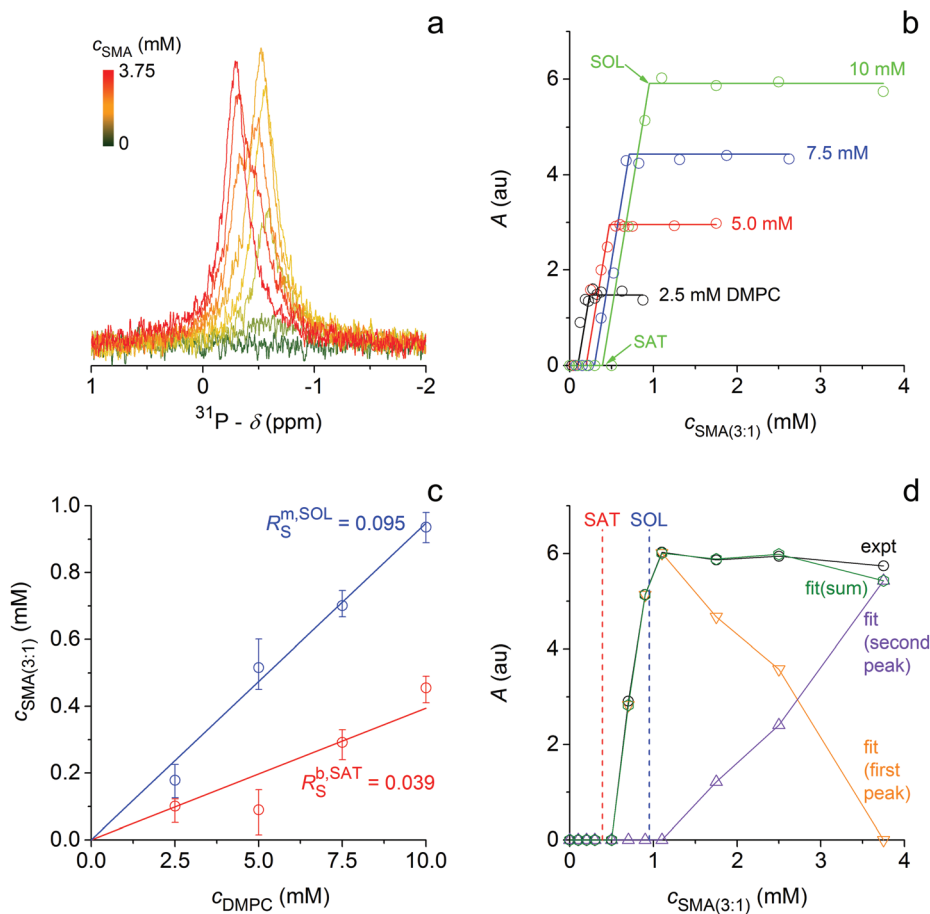 a
c_SMA (mM)
3.75
0
1 0 -1 -2
³¹P - δ (ppm)
b
6
4
2
0
A (au)
SOL
10 mM
7.5 mM
5.0 mM
2.5 mM DMPC
SAT
0 1 2 3 4
c_SMA(3:1) (mM)
c
1.0
0.8
0.6
0.4
0.2
0.0
c_SMA(3:1) (mM)
R_S^m,SOL = 0.095
R_S^b,SAT = 0.039
0.0 2.5 5.0 7.5 10.0
c_DMPC (mM)
d
6
4
2
0
A (au)
SAT SOL
expt
fit(sum)
fit
(second
peak)
fit
(first
peak)
0 1 2 3 4
c_SMA(3:1) (mM)